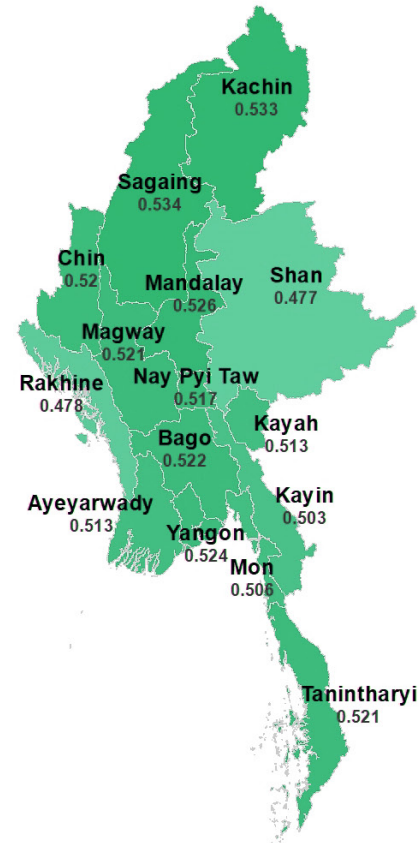 Kachin
0.533
Sagaing
0.534
Chin
0.52
Mandalay
0.526
Shan
0.477
Magway
0.521
Nay Pyi Taw
0.517
Rakhine
0.478
Kayah
0.513
Bago
0.522
Ayeyarwady
0.513
Kayin
0.503
Yangon
0.524
Mon
0.506
Tanintharyi
0.521